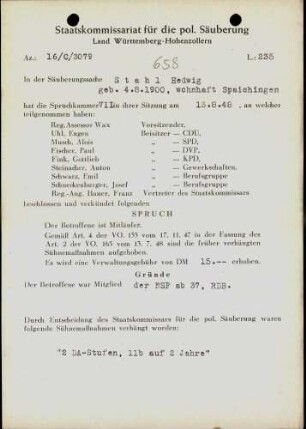 Staatskommissariat für die pol. Säuberung
Land Württemberg-Hohenzollern
Az.: 16/C/3079
L: 235
658
In der Säuberungssache Stahl Hedwig
geb. 4.8.1900, wohnhaft Spaichingen
hat die Spruchkammer VII in ihrer Sitzung am 15.8.48, an welcher
teilgenommen haben:
Reg.Assessor Wax Vorsitzender,
Uhl, Eugen Beisitzer — CDU,
Munsch, Alois „ — SPD,
Fischer, Paul „ — DVP,
Fink, Gottlieb „ — KPD,
Steinacher, Anton „ — Gewerkschaften,
Schwarz, Emil „ — Berufsgruppe
Schneckenburger, Josef „ — Berufsgruppe
Reg.-Ang. Hauer, Franz Vertreter des Staatskommissars
beschlossen und verkündet folgenden
SPRUCH
Der Betroffene ist Mitläufer.
Gemäß Art. 4 der VO. 133 vom 17. 11. 47 in der Fassung des
Art. 2 der VO. 165 vom 13. 7. 48 sind die früher verhängten
Sühnemaßnahmen aufgehoben.
Es wird eine Verwaltungsgebühr von DM 15.-- erhoben.
Gründe
Der Betroffene war Mitglied der NSF ab 37, RDB.
Durch Entscheidung des Staatskommissars für die pol. Säuberung waren
folgende Sühnemaßnahmen verhängt worden:
"2 DA-Stufen, 11b auf 2 Jahre"